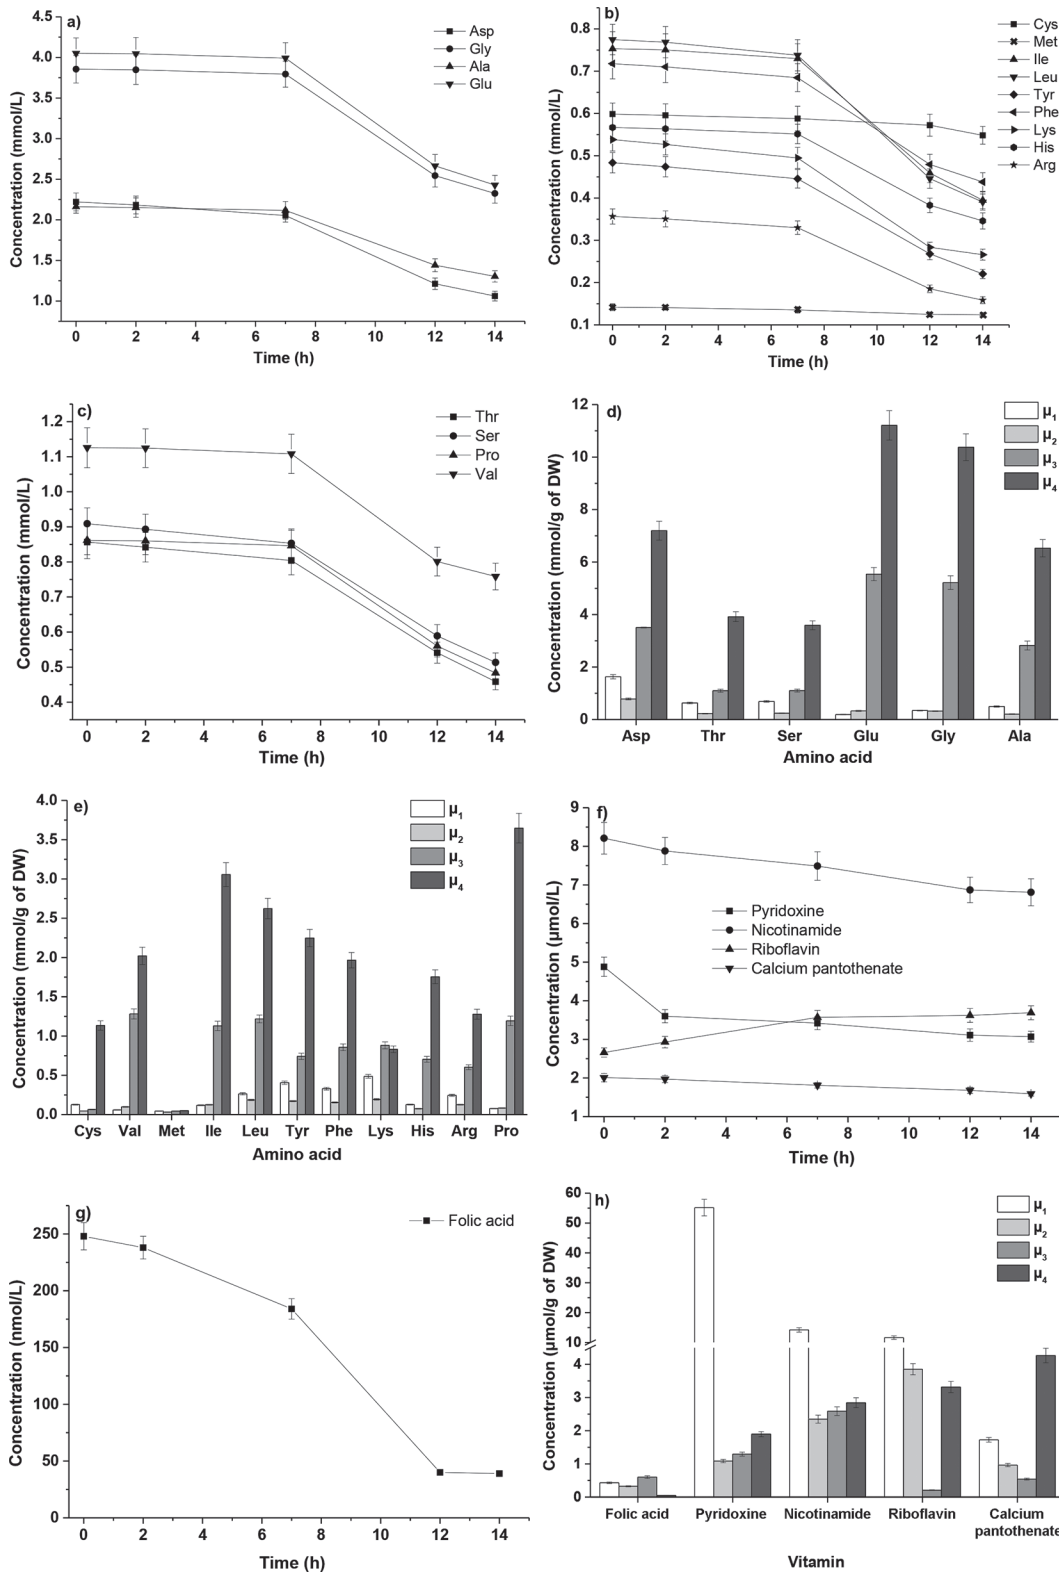 a)
Asp
Gly
Ala
Glu
4.5
4.0
3.5
3.0
2.5
2.0
1.5
1.0
Concentration (mmol/L)
0 2 4 6 8 10 12 14
Time (h)
b)
Cys
Met
Ile
Leu
Tyr
Phe
Lys
His
Arg
0.8
0.7
0.6
0.5
0.4
0.3
0.2
0.1
Concentration (mmol/L)
0 2 4 6 8 10 12 14
Time (h)
c)
Thr
Ser
Pro
Val
1.2
1.1
1.0
0.9
0.8
0.7
0.6
0.5
0.4
Concentration (mmol/L)
0 2 4 6 8 10 12 14
Time (h)
d)
μ1
μ2
μ3
μ4
12
10
8
6
4
2
0
Concentration (mmol/g of DW)
Asp Thr Ser Glu Gly Ala
Amino acid
e)
μ1
μ2
μ3
μ4
4.0
3.5
3.0
2.5
2.0
1.5
1.0
0.5
0.0
Concentration (mmol/g of DW)
Cys Val Met Ile Leu Tyr Phe Lys His Arg Pro
Amino acid
f)
Pyridoxine
Nicotinamide
Riboflavin
Calcium pantothenate
9
8
7
6
5
4
3
2
1
Concentration (μmol/L)
0 2 4 6 8 10 12 14
Time (h)
g)
Folic acid
250
200
150
100
50
0
Concentration (nmol/L)
0 2 4 6 8 10 12 14
Time (h)
h)
μ1
μ2
μ3
μ4
60
50
40
30
20
10
4
3
2
1
0
Concentration (μmol/g of DW)
Folic acid Pyridoxine Nicotinamide Riboflavin Calcium
pantothenate
Vitamin